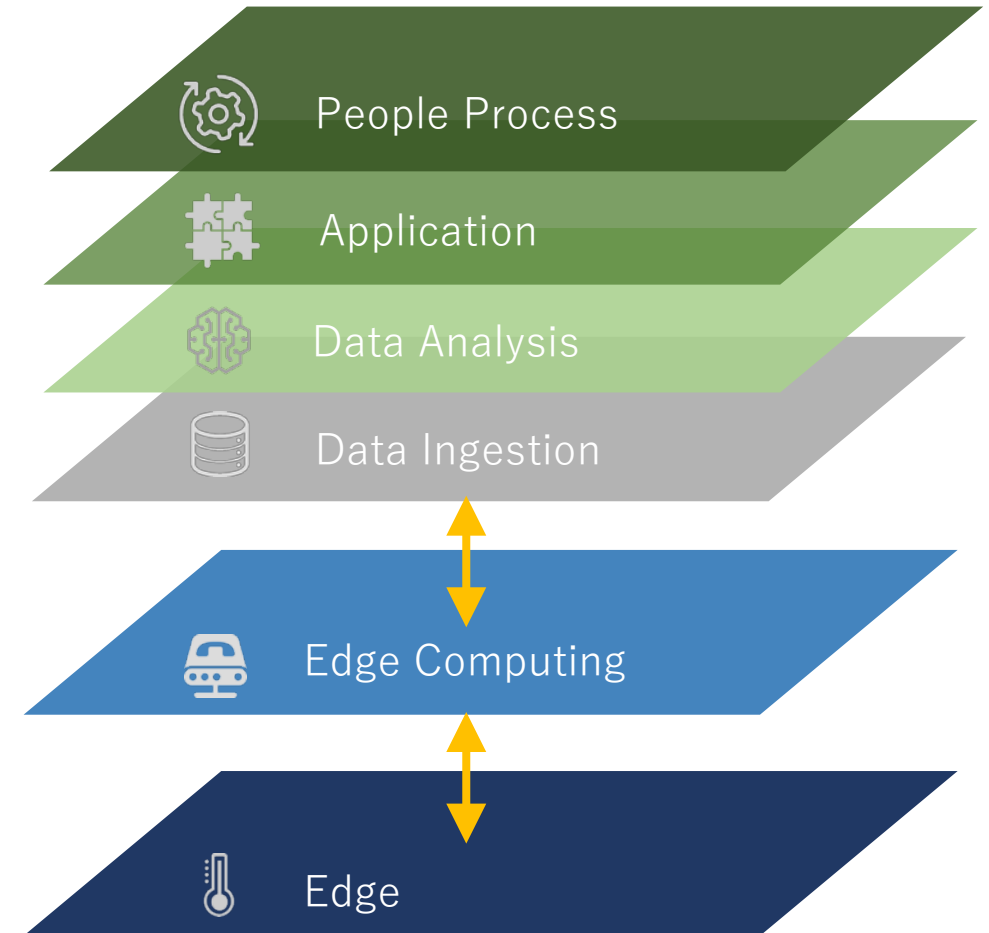 People Process
Application
Data Analysis
Data Ingestion
Edge Computing
Edge